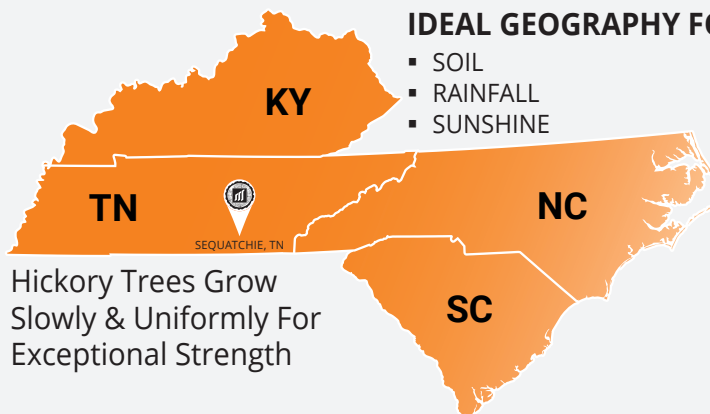 IDEAL GEOGRAPHY FO
▪ SOIL
▪ RAINFALL
▪ SUNSHINE
KY
TN
NC
SEQUATCHIE, TN
SC
Hickory Trees Grow
Slowly & Uniformly For
Exceptional Strength